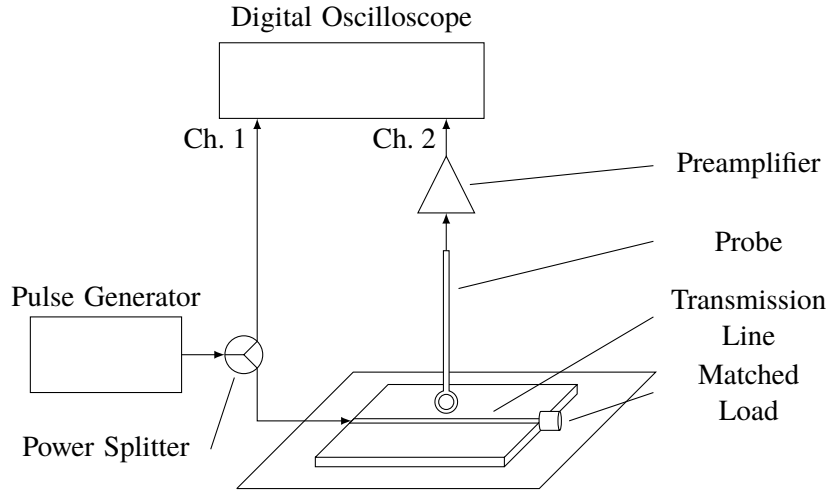 Digital Oscilloscope
Ch. 1
Ch. 2
Preamplifier
Probe
Pulse Generator
Transmission
Line
Matched
Load
Power Splitter